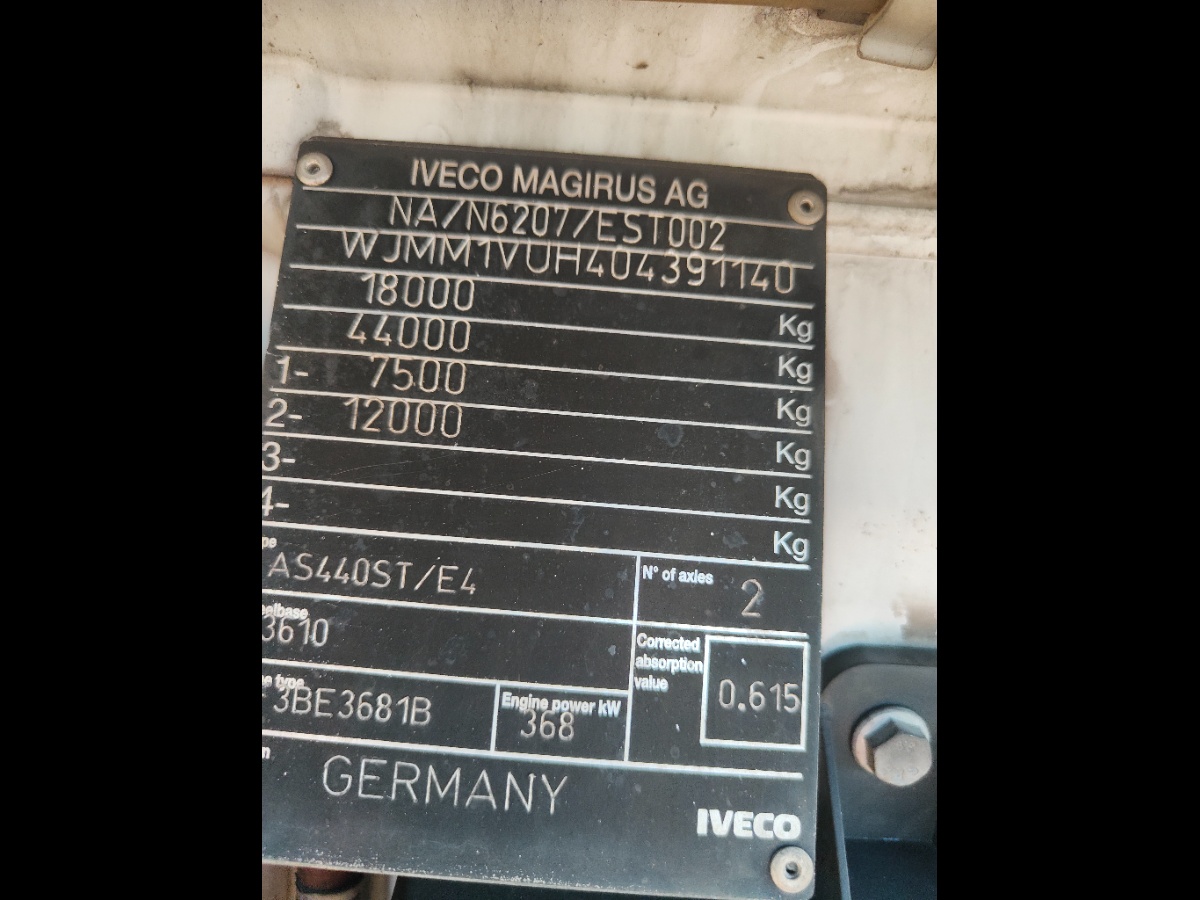 IVECO MAGIRUS AG
NA/N6207/EST002
WJMM1VUH404391140
18000 Kg
44000 Kg
1- 7500 Kg
2- 12000 Kg
3- Kg
4- Kg
AS440ST/E4
N° of axles 2
3610
Corrected
absorption
value
0.615
3BE3681B
Engine power kW
368
GERMANY
IVECO